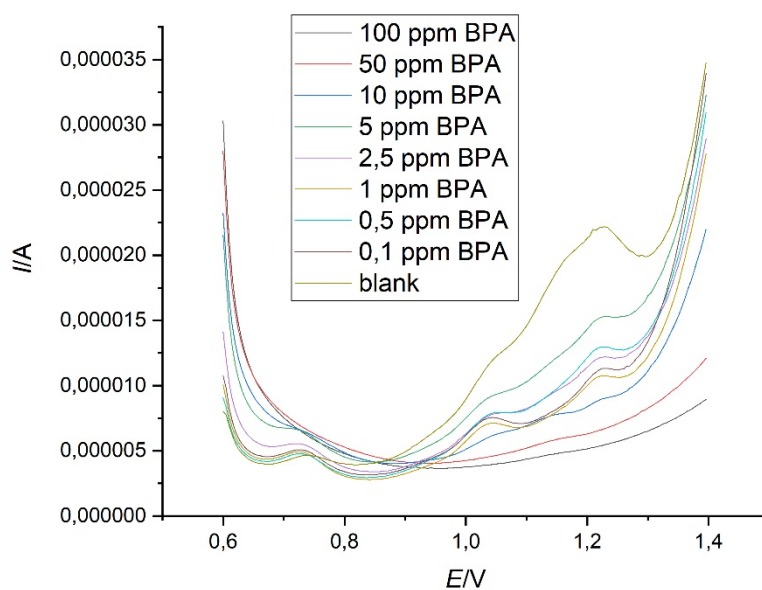 100 ppm BPA
50 ppm BPA
10 ppm BPA
5 ppm BPA
2,5 ppm BPA
1 ppm BPA
0,5 ppm BPA
0,1 ppm BPA
blank
0,000035
0,000030
0,000025
0,000020
0,000015
0,000010
0,000005
0,000000
I/A
0,6 0,8 1,0 1,2 1,4
E/V